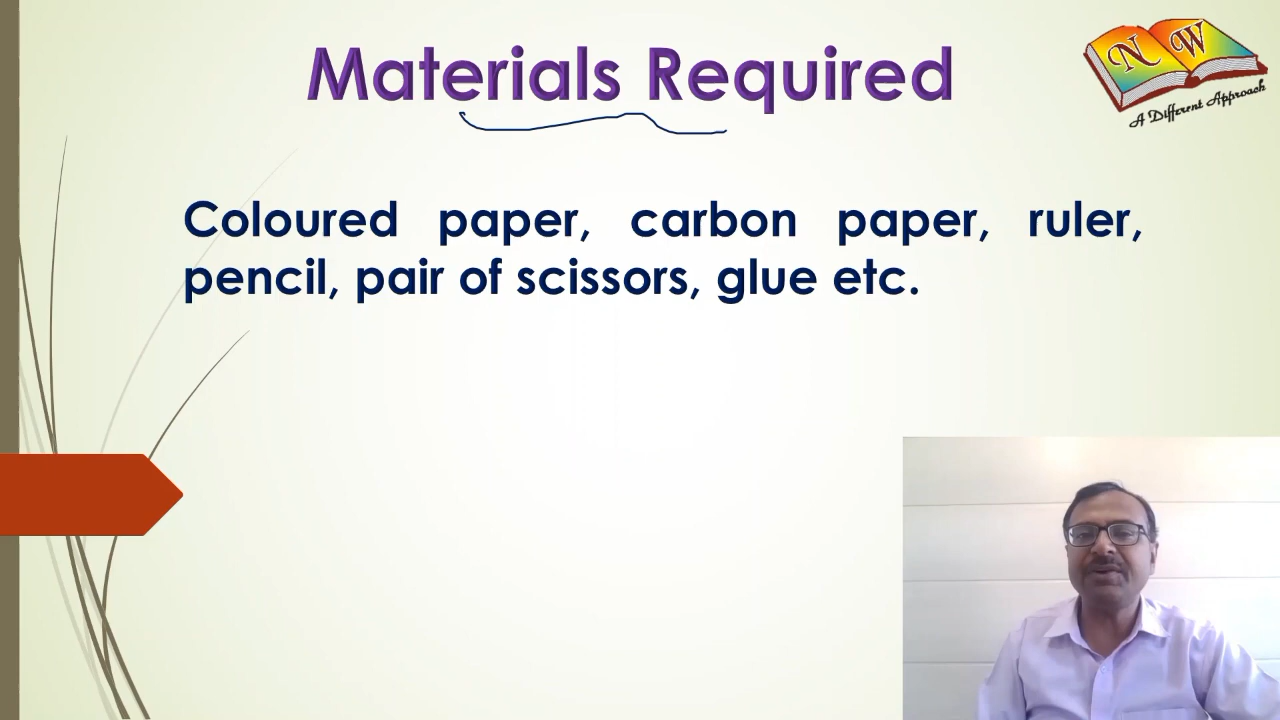 Materials Required
N W
A Different Approach
Coloured paper, carbon paper, ruler,
pencil, pair of scissors, glue etc.